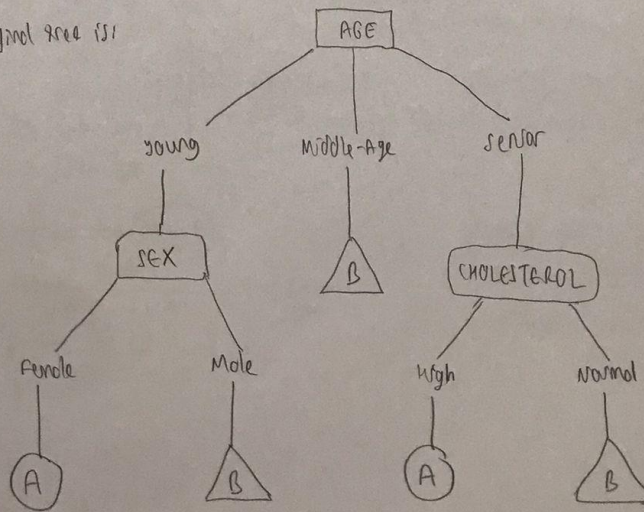 final tree is:
AGE
young Middle-Age senior
SEX B CHOLESTEROL
Female Male High Normal
A B A B